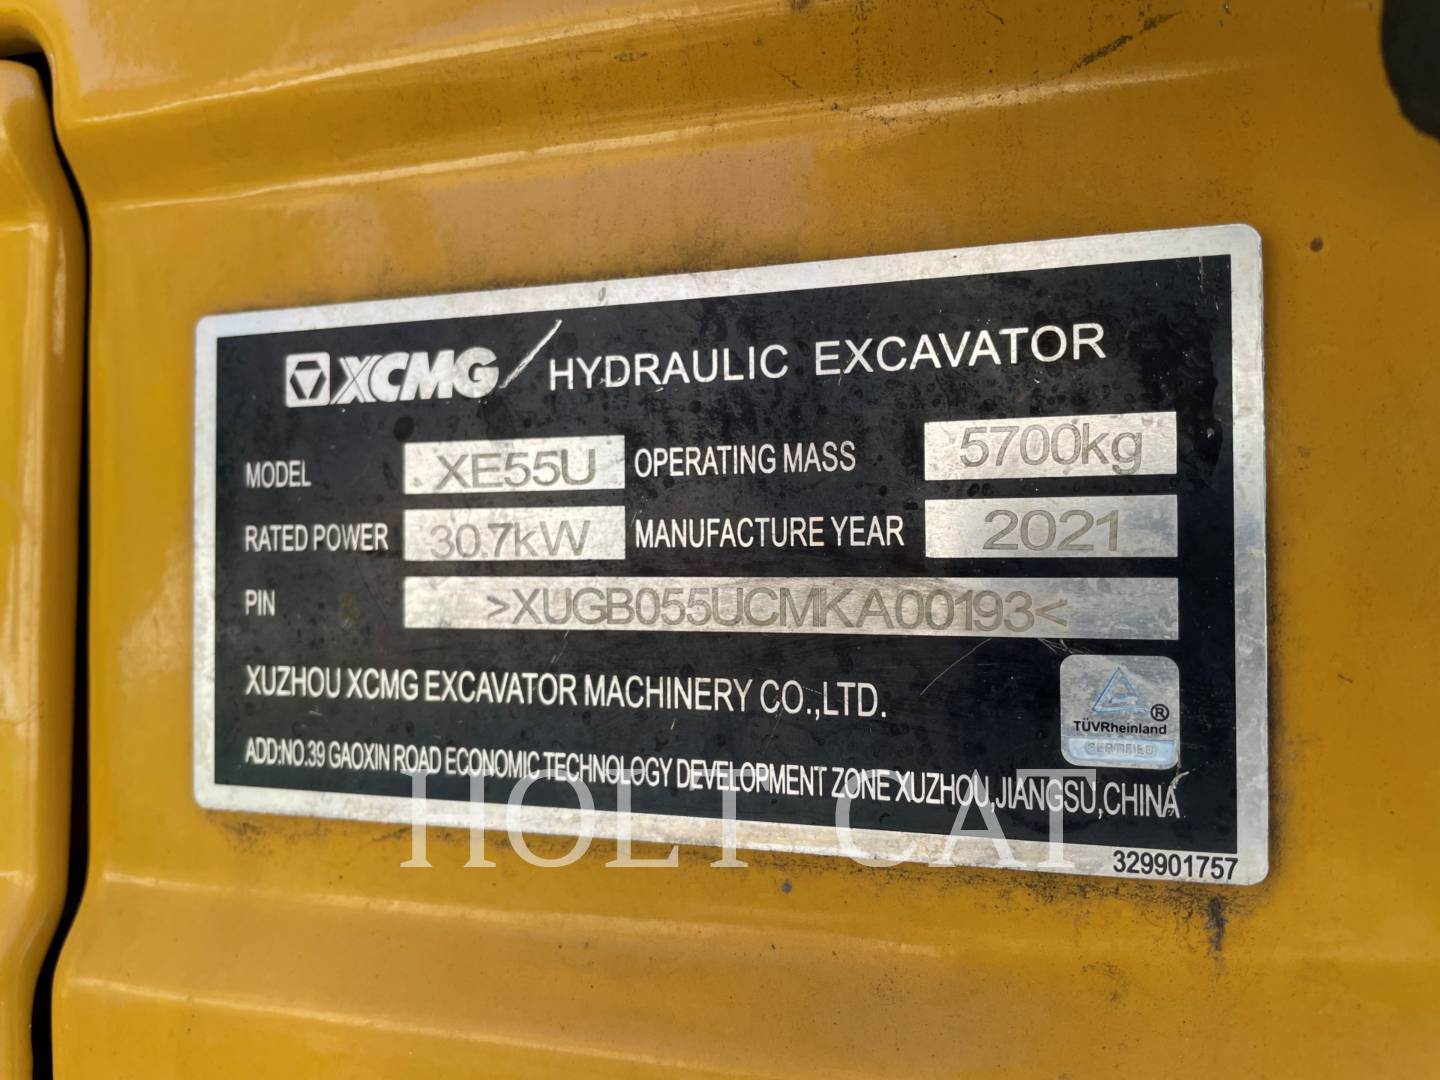 XCMG HYDRAULIC EXCAVATOR
MODEL XE55U OPERATING MASS 5700kg
RATED POWER 30.7kW MANUFACTURE YEAR 2021
PIN >XUGB055UCMKA00193<
XUZHOU XCMG EXCAVATOR MACHINERY CO.,LTD.
TÜVRheinland ®
CERTIFIED
ADD:NO.39 GAOXIN ROAD ECONOMIC TECHNOLOGY DEVELOPMENT ZONE XUZHOU,JIANGSU,CHINA
HOLT CAT
329901757